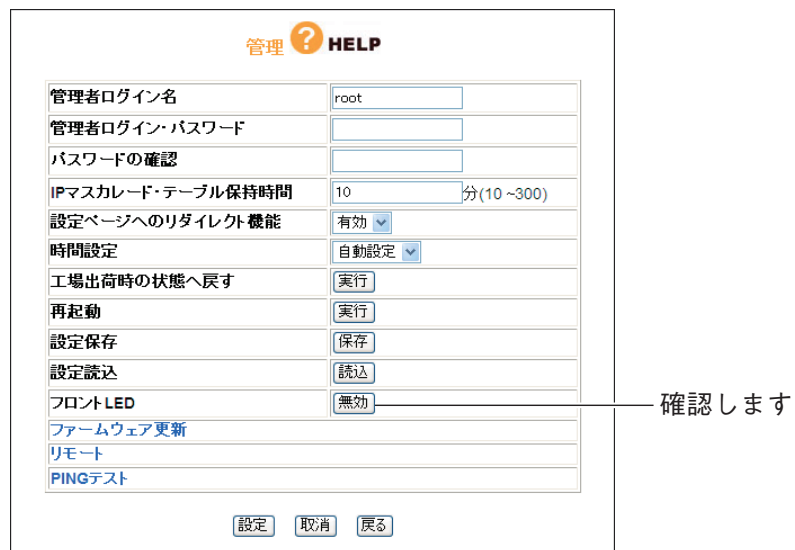 管理 ? HELP
管理者ログイン名 root
管理者ログイン・パスワード
パスワードの確認
IPマスカレード・テーブル保持時間 10 分(10 ~300)
設定ページへのリダイレクト機能 有効
時間設定 自動設定
工場出荷時の状態へ戻す 実行
再起動 実行
設定保存 保存
設定読込 読込
フロントLED 無効 確認します
ファームウェア更新
リモート
PINGテスト
設定 取消 戻る